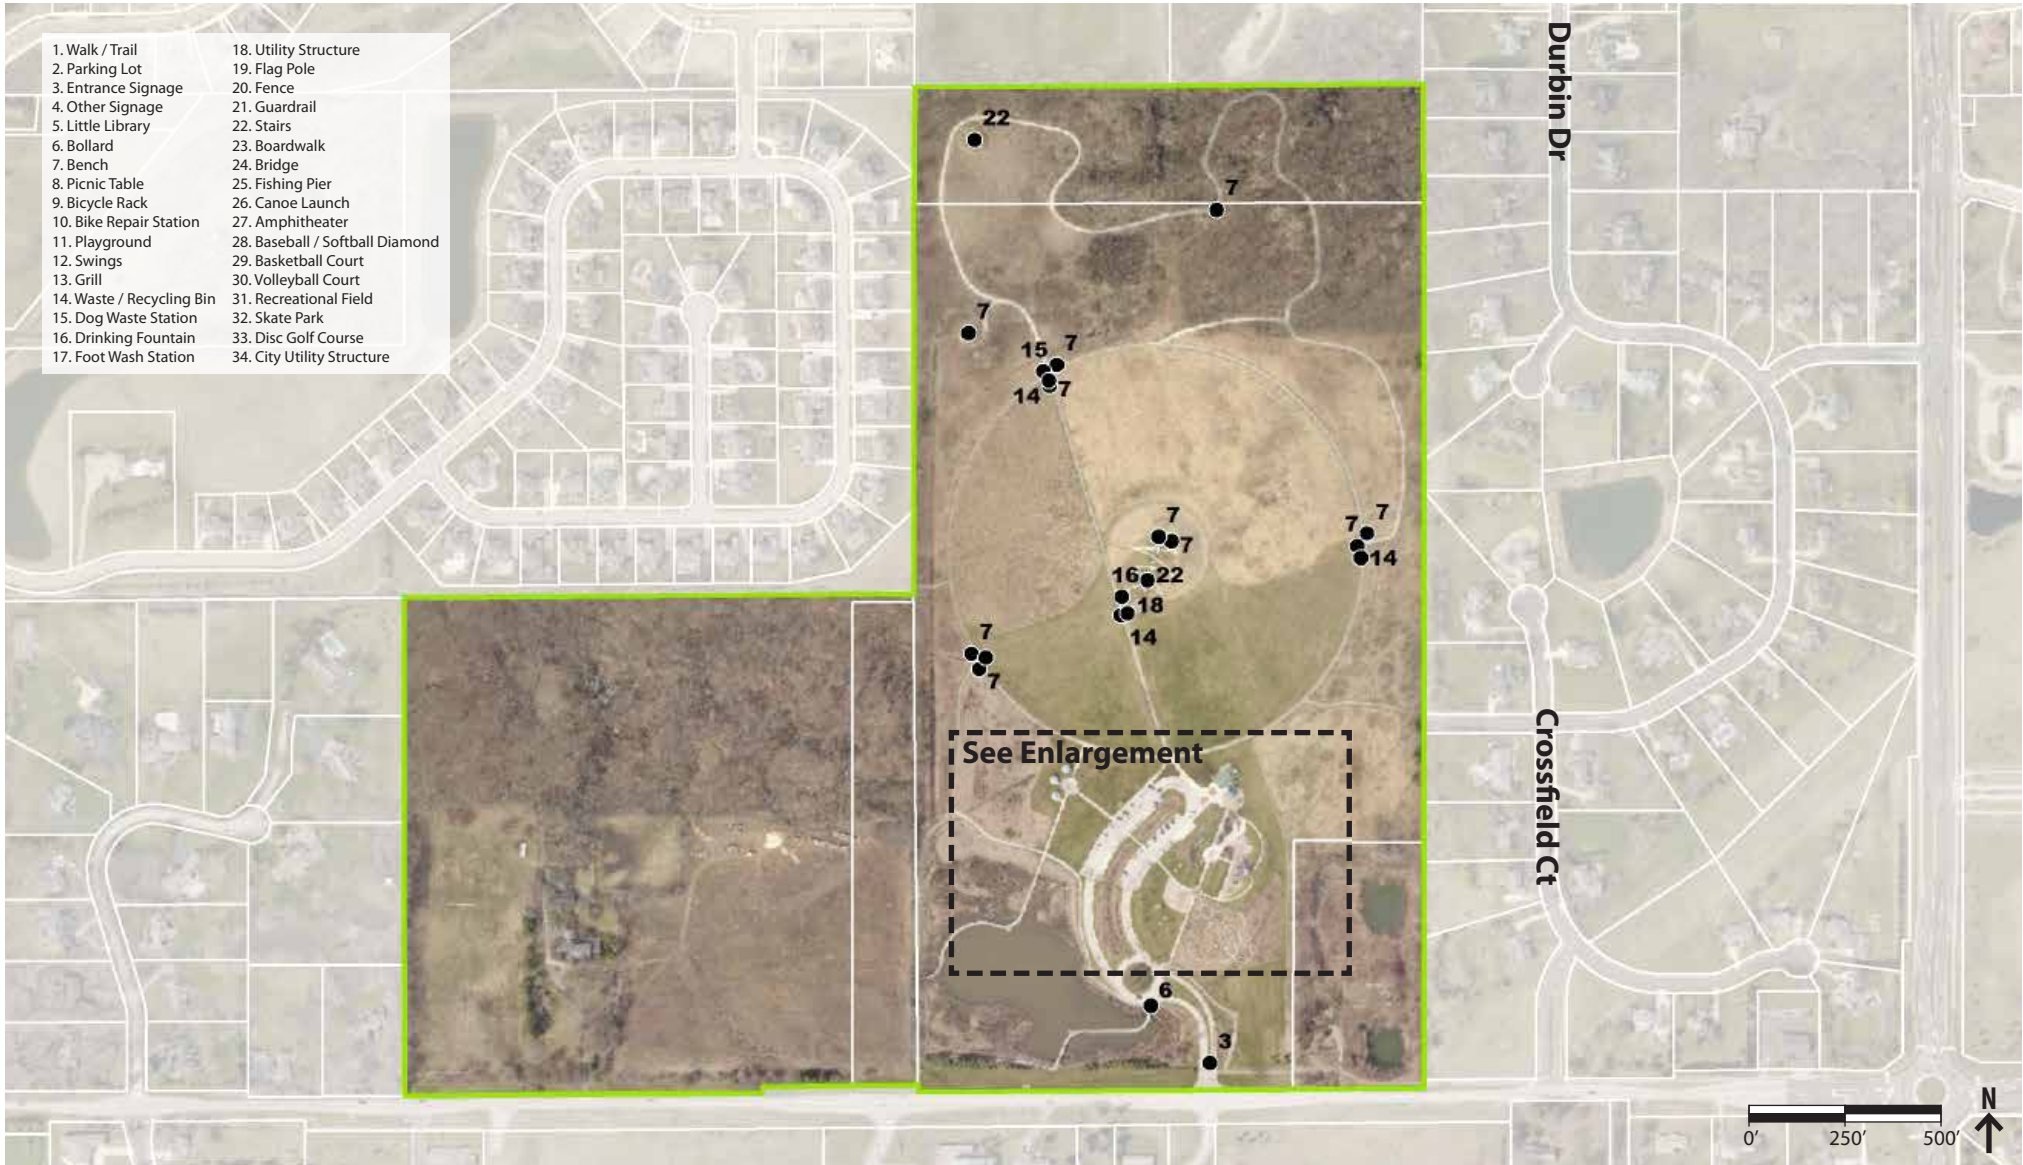 1. Walk / Trail
2. Parking Lot
3. Entrance Signage
4. Other Signage
5. Little Library
6. Bollard
7. Bench
8. Picnic Table
9. Bicycle Rack
10. Bike Repair Station
11. Playground
12. Swings
13. Grill
14. Waste / Recycling Bin
15. Dog Waste Station
16. Drinking Fountain
17. Foot Wash Station
18. Utility Structure
19. Flag Pole
20. Fence
21. Guardrail
22. Stairs
23. Boardwalk
24. Bridge
25. Fishing Pier
26. Canoe Launch
27. Amphitheater
28. Baseball / Softball Diamond
29. Basketball Court
30. Volleyball Court
31. Recreational Field
32. Skate Park
33. Disc Golf Course
34. City Utility Structure
Durbin Dr
22
7
7
15
7
14
7
7
7
7
7
14
16
22
18
14
7
7
See Enlargement
Crossfield Ct
6
3
N
0' 250' 500'